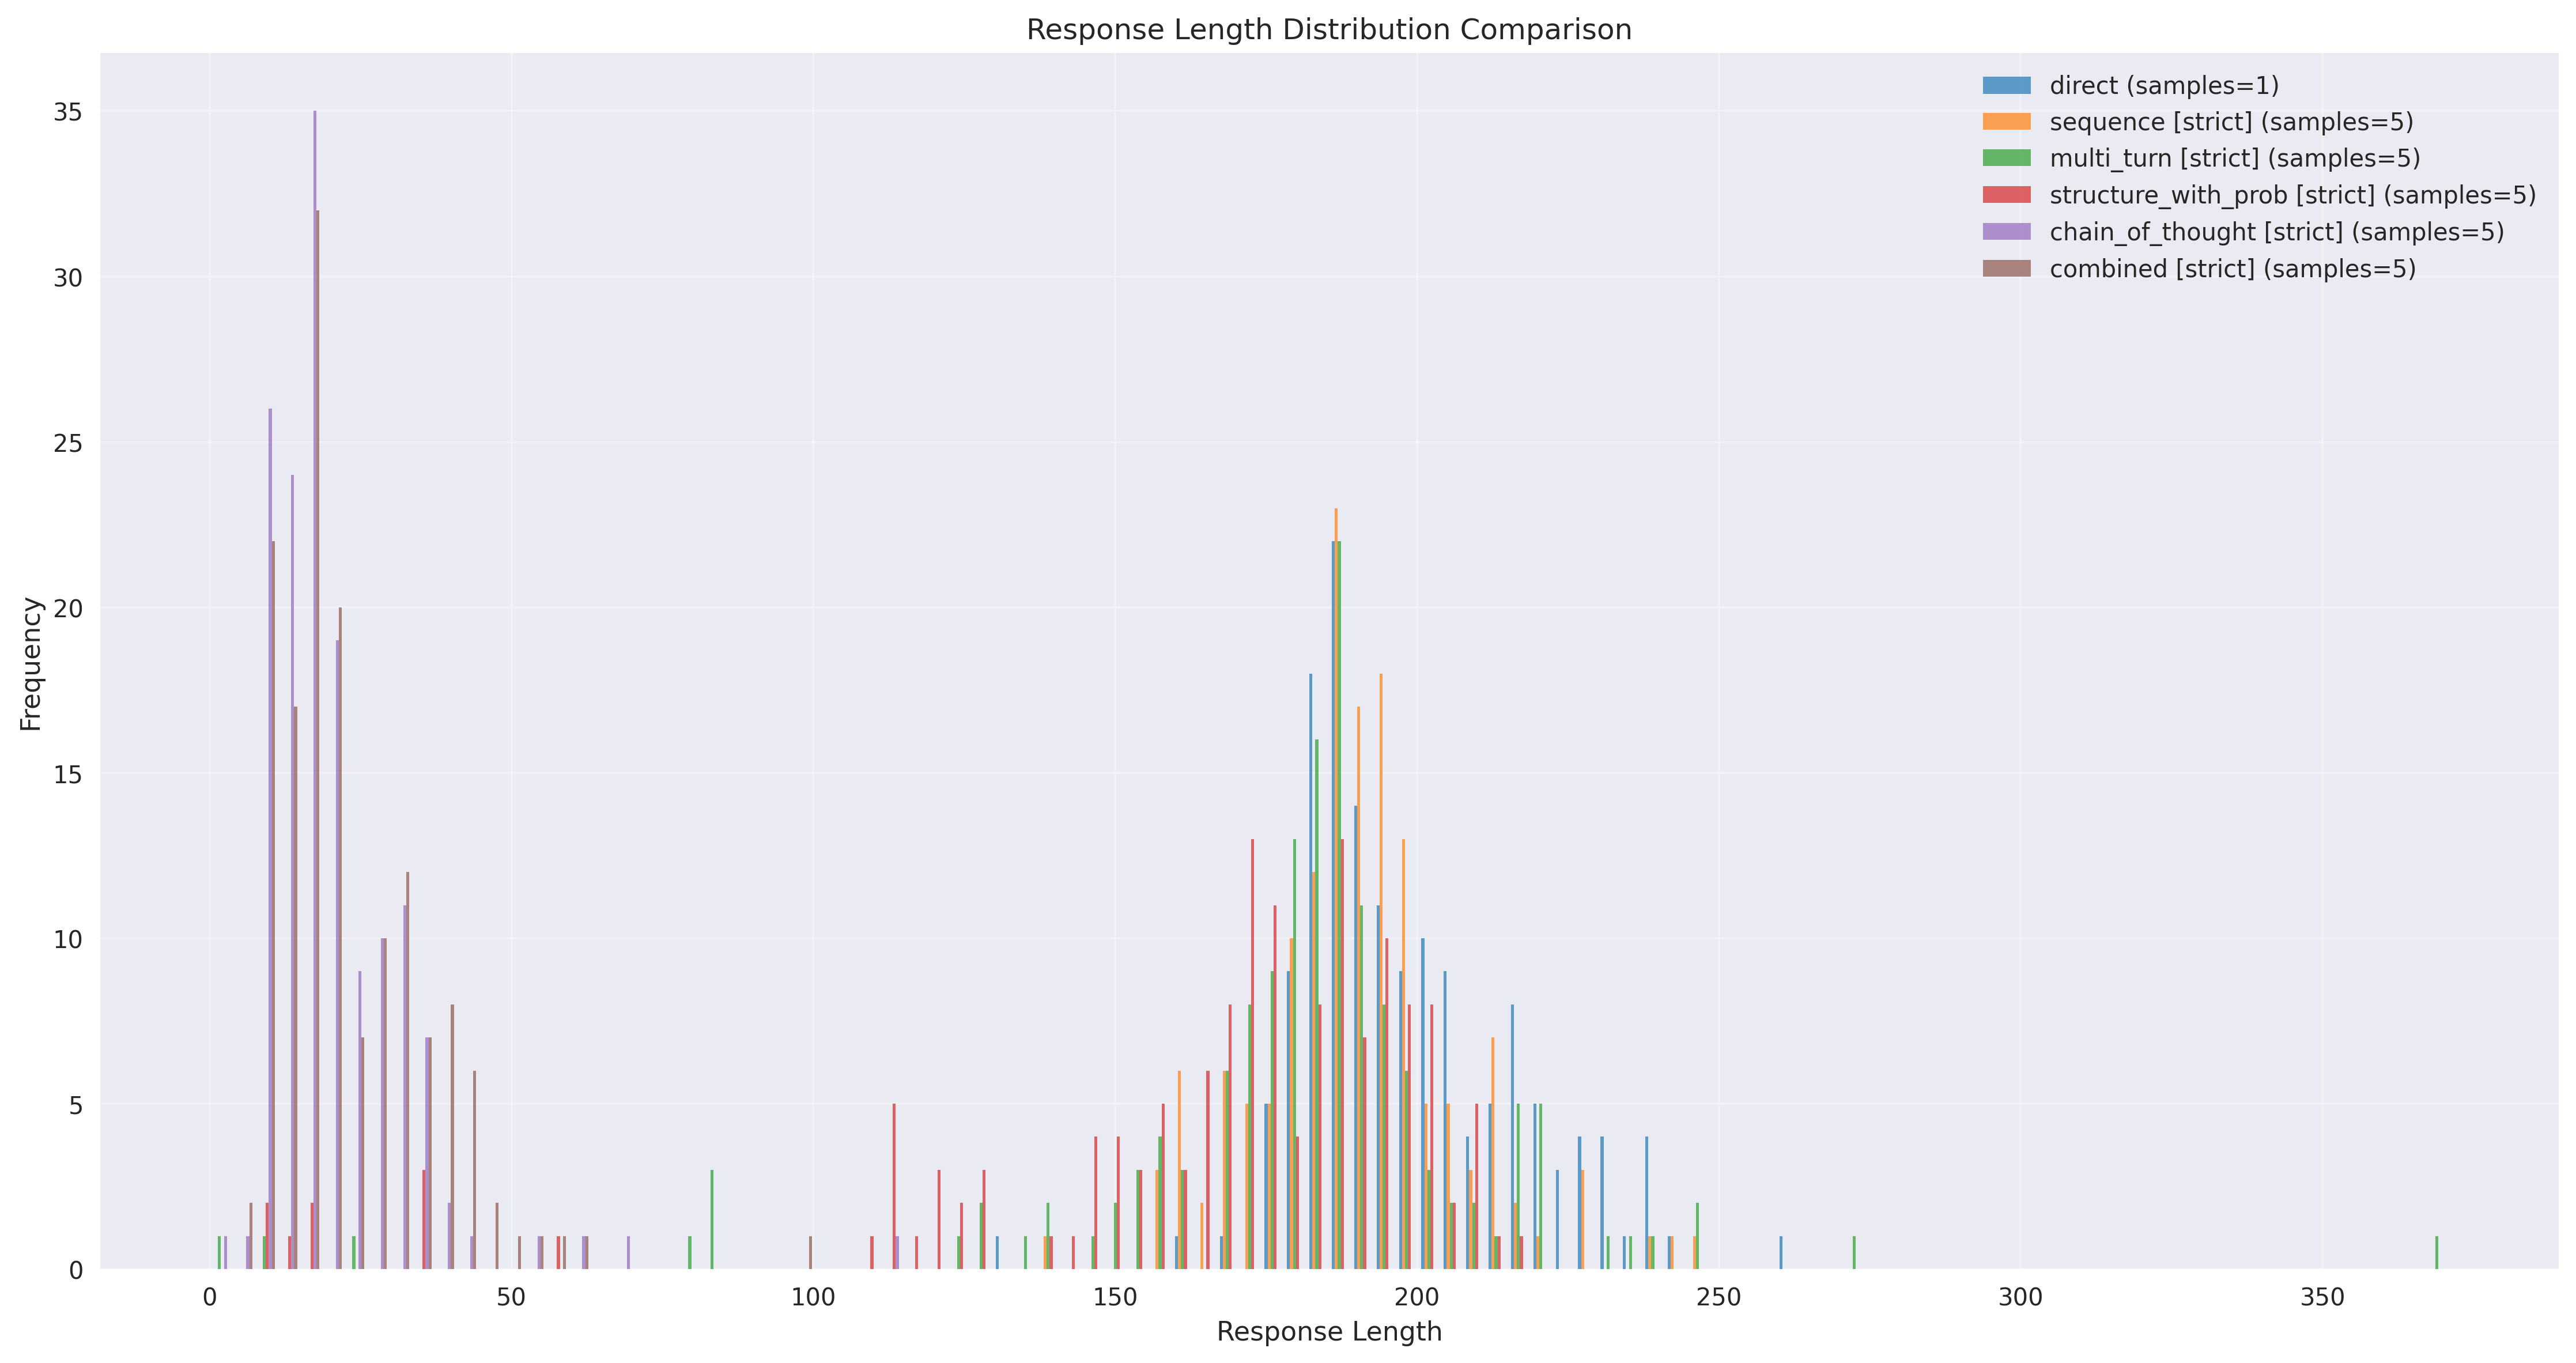 Response Length Distribution Comparison
direct (samples=1)
sequence [strict] (samples=5)
multi_turn [strict] (samples=5)
structure_with_prob [strict] (samples=5)
chain_of_thought [strict] (samples=5)
combined [strict] (samples=5)
Frequency
35
30
25
20
15
10
5
0
0 50 100 150 200 250 300 350
Response Length